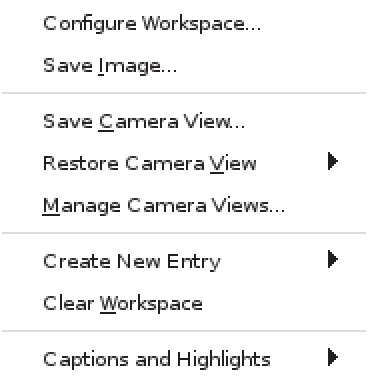 Configure Workspace...
Save Image...
Save Camera View...
Restore Camera View
Manage Camera Views...
Create New Entry
Clear Workspace
Captions and Highlights